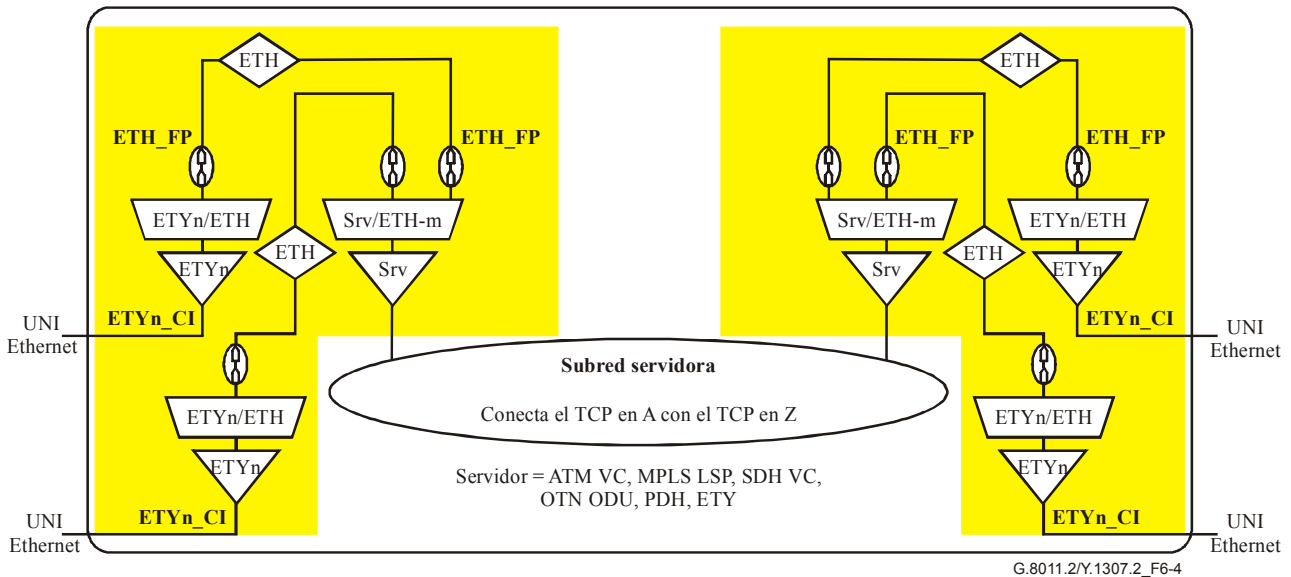 ETH
ETH
ETH_FP
ETH_FP
ETH_FP
ETH_FP
ETYn/ETH
Srv/ETH-m
Srv/ETH-m
ETYn/ETH
ETH
ETH
ETYn
Srv
Srv
ETYn
UNI
Ethernet
ETYn_CI
ETYn_CI
UNI
Ethernet
Subred servidora
Conecta el TCP en A con el TCP en Z
ETYn/ETH
ETYn/ETH
ETYn
ETYn
Servidor = ATM VC, MPLS LSP, SDH VC,
OTN ODU, PDH, ETY
UNI
Ethernet
ETYn_CI
ETYn_CI
UNI
Ethernet
G.8011.2/Y.1307.2_F6-4